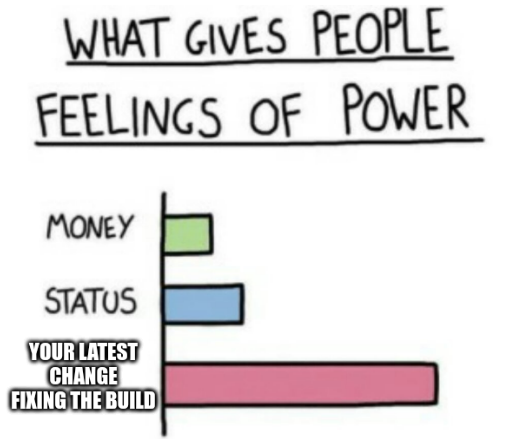 WHAT GIVES PEOPLE
FEELINGS OF POWER
MONEY
STATUS
YOUR LATEST
CHANGE
FIXING THE BUILD